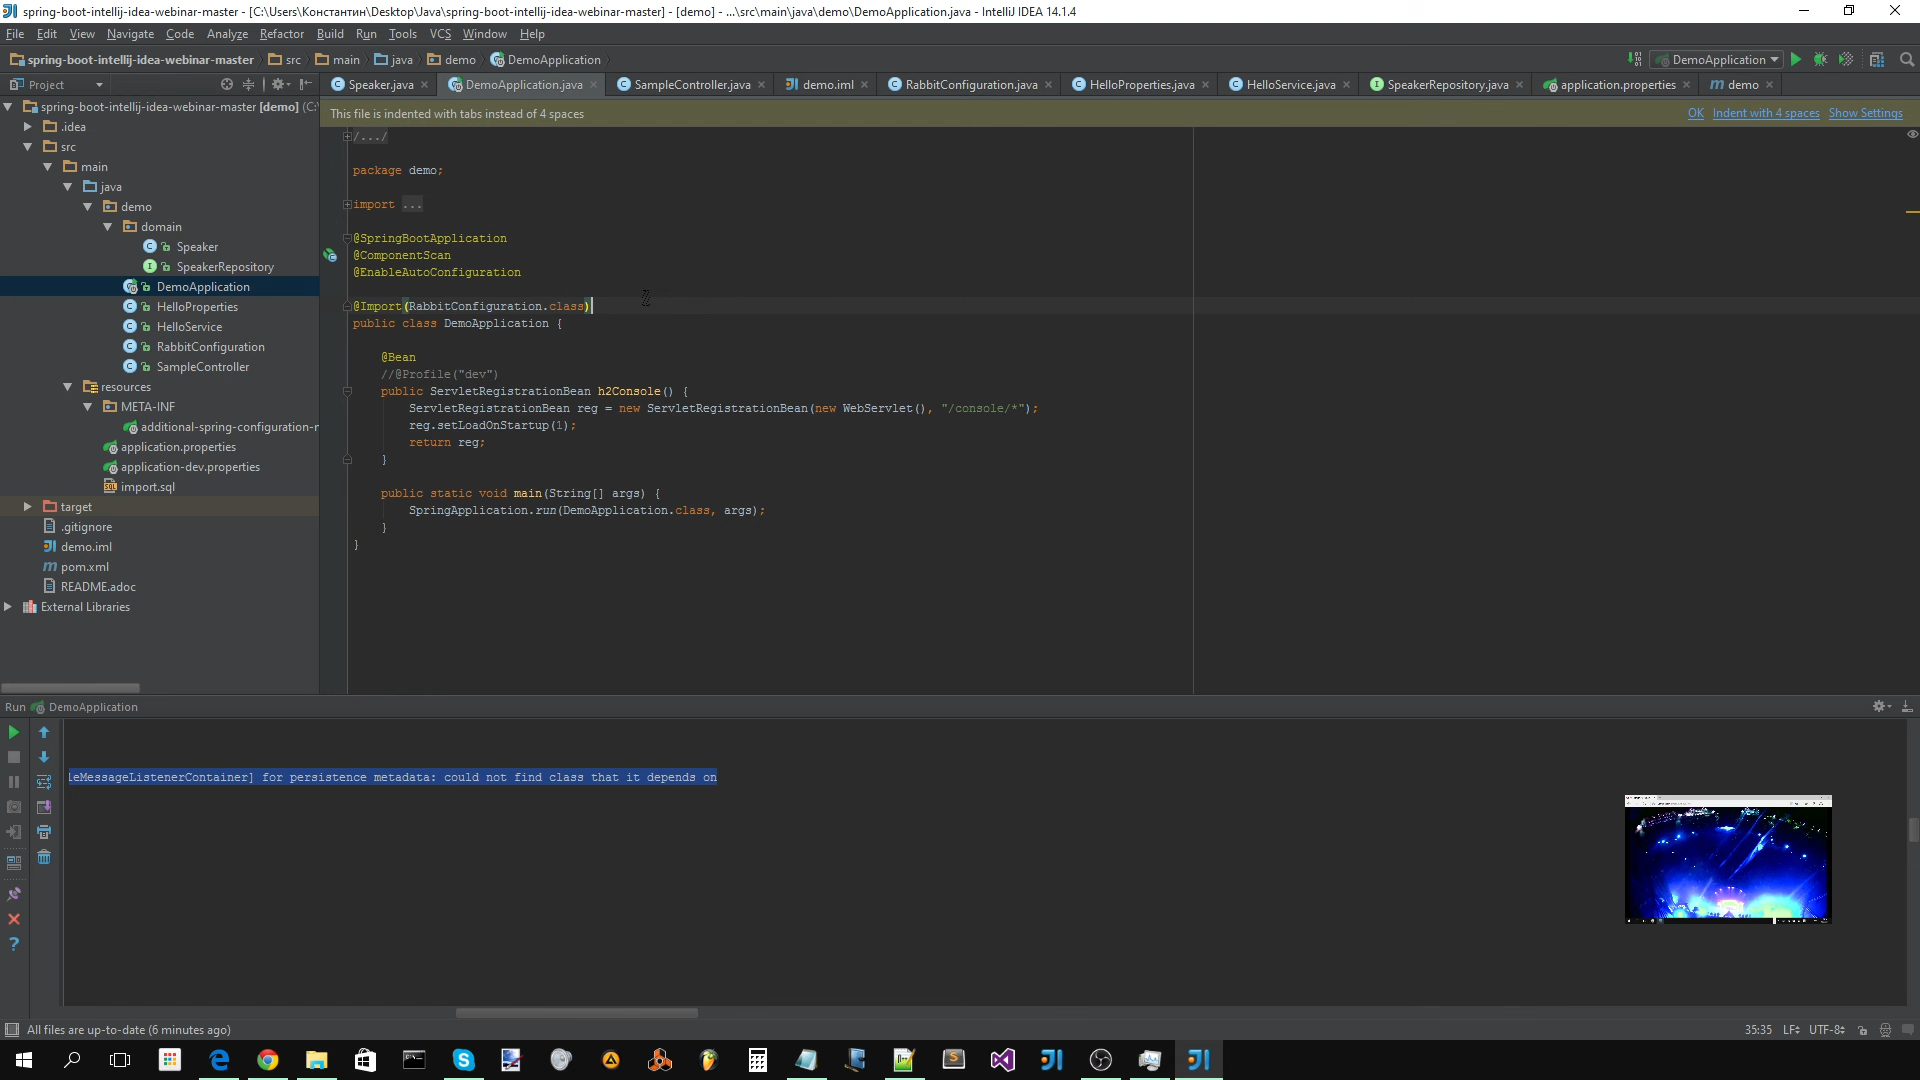 spring-boot-intellij-idea-webinar-master - [C:\Users\Константин\Desktop\Java\spring-boot-intellij-idea-webinar-master] - [demo] - ...\src\main\java\demo\DemoApplication.java - IntelliJ IDEA 14.1.4
File Edit View Navigate Code Analyze Refactor Build Run Tools VCS Window Help
spring-boot-intellij-idea-webinar-master src main java demo DemoApplication
DemoApplication
Project
Speaker.java DemoApplication.java SampleController.java demo.iml RabbitConfiguration.java HelloProperties.java HelloService.java SpeakerRepository.java application.properties demo
This file is indented with tabs instead of 4 spaces
OK Indent with 4 spaces Show Settings
spring-boot-intellij-idea-webinar-master [demo] (C:\
.idea
src
main
java
demo
domain
Speaker
SpeakerRepository
DemoApplication
HelloProperties
HelloService
RabbitConfiguration
SampleController
resources
META-INF
additional-spring-configuration-r
application.properties
application-dev.properties
import.sql
target
.gitignore
demo.iml
pom.xml
README.adoc
External Libraries
/.../
package demo;
import ...
@SpringBootApplication
@ComponentScan
@EnableAutoConfiguration
@Import(RabbitConfiguration.class)
public class DemoApplication {
@Bean
//@Profile("dev")
public ServletRegistrationBean h2Console() {
ServletRegistrationBean reg = new ServletRegistrationBean(new WebServlet(), "/console/*");
reg.setLoadOnStartup(1);
return reg;
}
public static void main(String[] args) {
SpringApplication.run(DemoApplication.class, args);
}
}
Run DemoApplication
leMessageListenerContainer] for persistence metadata: could not find class that it depends on
All files are up-to-date (6 minutes ago)
35:35 LF UTF-8